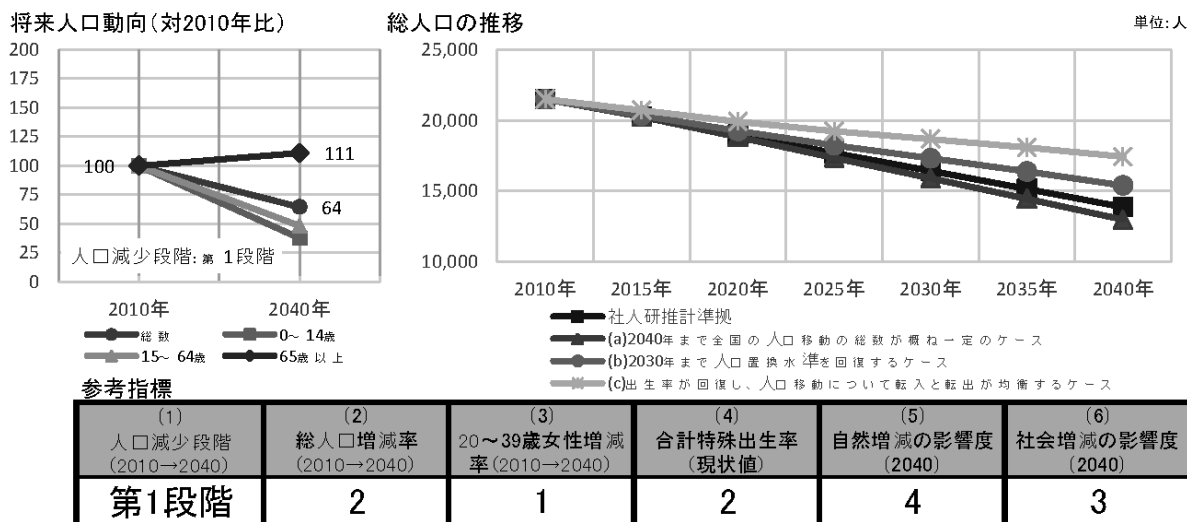 将来人口動向(対2010年比)
200
175
150
125
100
75
50
25
0
100
111
64
人口減少段階: 第 1段階
2010年 2040年
総数 0~ 14歳
15~ 64歳 65歳 以上
総人口の推移
単位: 人
25,000
20,000
15,000
10,000
2010年 2015年 2020年 2025年 2030年 2035年 2040年
社人研推計準拠
(a)2040年まで全国の人口移動の総数が概ね一定のケース
(b)2030年まで人口置換水準を回復するケース
(c)出生率が回復し、人口移動について転入と転出が均衡するケース
参考指標
(1) (2) (3) (4) (5) (6)
人口減少段階 総人口増減率 20~39歳女性増減 合計特殊出生率 自然増減の影響度 社会増減の影響度
(2010→2040) (2010→2040) 率(2010→2040) (現状値) (2040) (2040)
第1段階 2 1 2 4 3